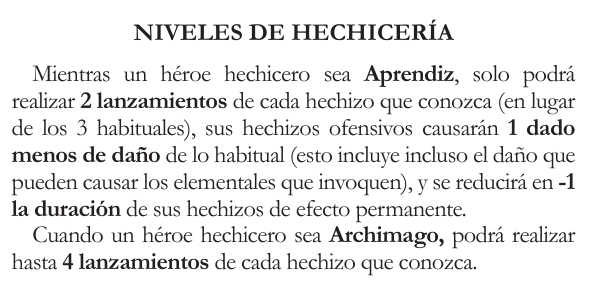 NIVELES DE HECHICERÍA
Mientras un héroe hechicero sea Aprendiz, solo podrá
realizar 2 lanzamientos de cada hechizo que conozca (en lugar
de los 3 habituales), sus hechizos ofensivos causarán 1 dado
menos de daño de lo habitual (esto incluye incluso el daño que
pueden causar los elementales que invoquen), y se reducirá en -1
la duración de sus hechizos de efecto permanente.
Cuando un héroe hechicero sea Archimago, podrá realizar
hasta 4 lanzamientos de cada hechizo que conozca.